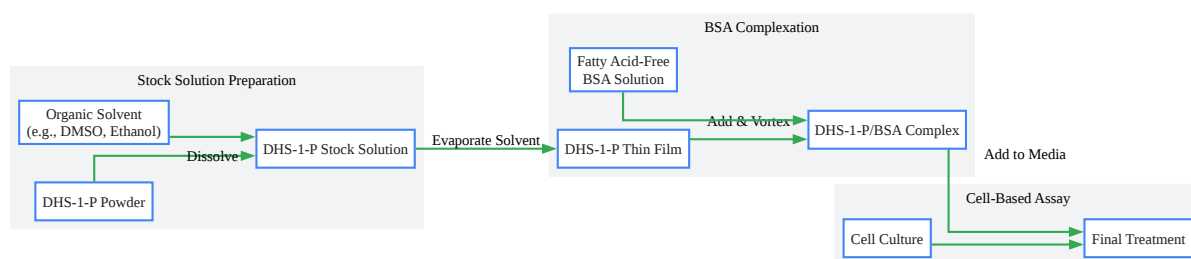 Stock Solution Preparation
Organic Solvent
(e.g., DMSO, Ethanol)
Dissolve
DHS-1-P Powder
DHS-1-P Stock Solution
Evaporate Solvent
BSA Complexation
Fatty Acid-Free
BSA Solution
DHS-1-P Thin Film
Add & Vortex
DHS-1-P/BSA Complex
Add to Media
Cell-Based Assay
Cell Culture
Final Treatment